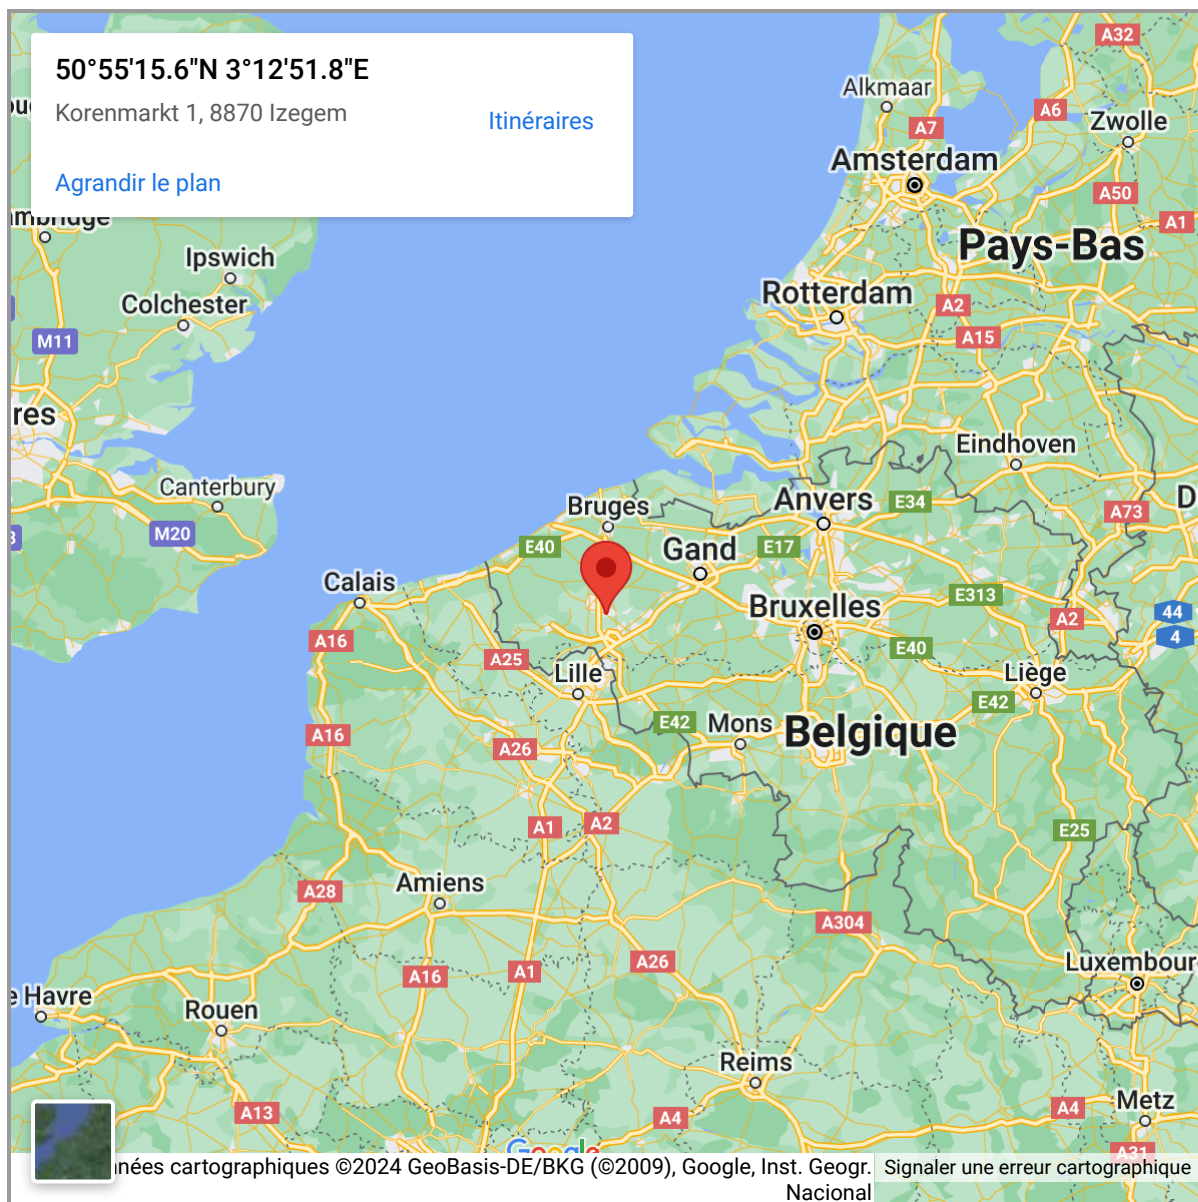 50°55'15.6"N 3°12'51.8"E
Korenmarkt 1, 8870 Izegem
Itinéraires
Agrandir le plan
A32
Alkmaar
A6
Zwolle
A7
Amsterdam
A50
A1
Pays-Bas
Ipswich
Colchester
M11
Rotterdam
A2
A15
Eindhoven
Canterbury
M20
Bruges
Anvers
E34
A73
E40
Gand
E17
Calais
E313
Bruxelles
A2
44
4
A16
A25
E40
Lille
Liège
E42
E42
Mons
Belgique
A16
A26
A1
A2
E25
Amiens
A28
A304
A16
A1
A26
Luxembour
e Havre
Rouen
Reims
A13
A4
A4
Metz
A31
Google
nées cartographiques ©2024 GeoBasis-DE/BKG (©2009), Google, Inst. Geogr.
Nacional
Signaler une erreur cartographique